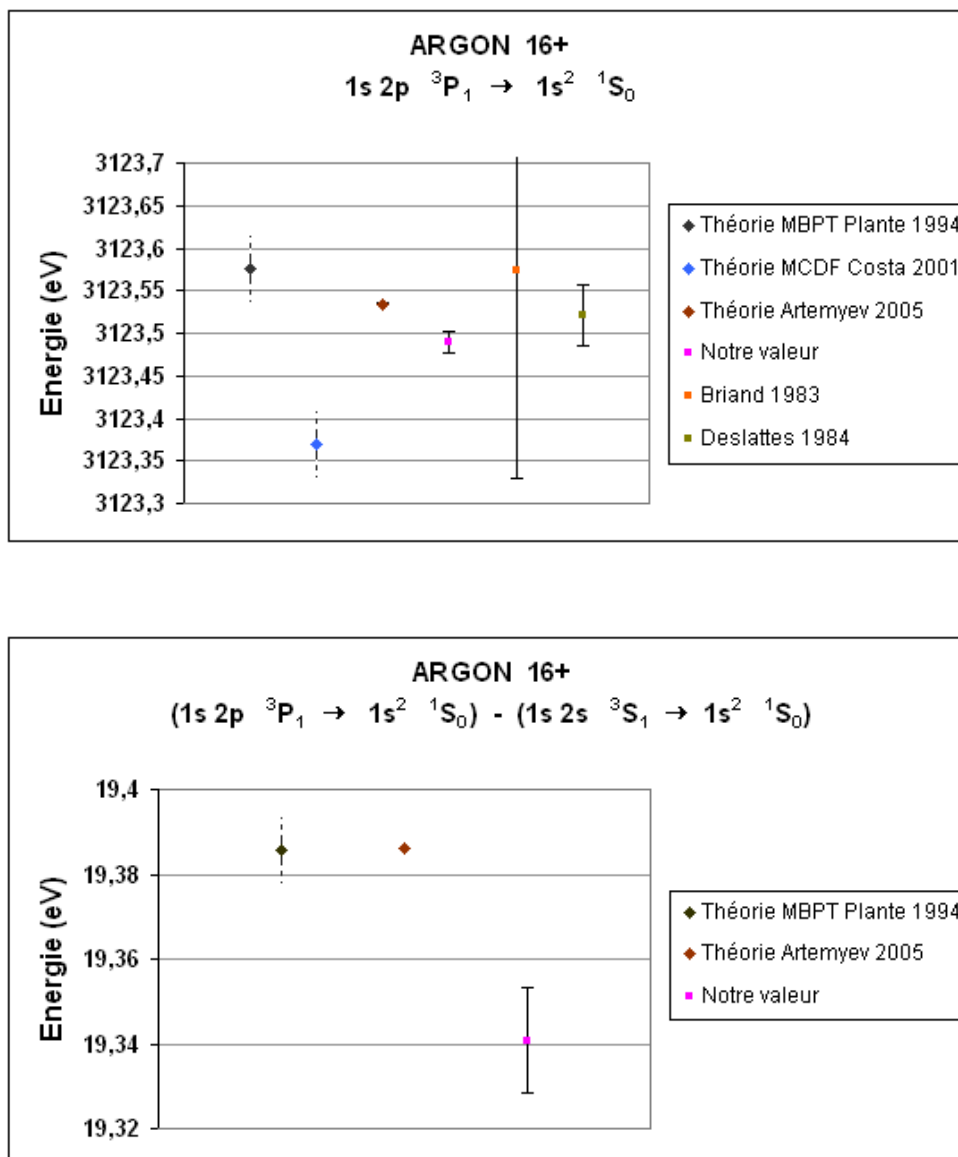 ARGON 16+
1s 2p ³P₁ → 1s² ¹S₀
Energie (eV)
3123,7
3123,65
3123,6
3123,55
3123,5
3123,45
3123,4
3123,35
3123,3
Théorie MBPT Plante 1994
Théorie MCDF Costa 2001
Théorie Artemyev 2005
Notre valeur
Briand 1983
Deslattes 1984
ARGON 16+
(1s 2p ³P₁ → 1s² ¹S₀) - (1s 2s ³S₁ → 1s² ¹S₀)
Energie (eV)
19,4
19,38
19,36
19,34
19,32
Théorie MBPT Plante 1994
Théorie Artemyev 2005
Notre valeur